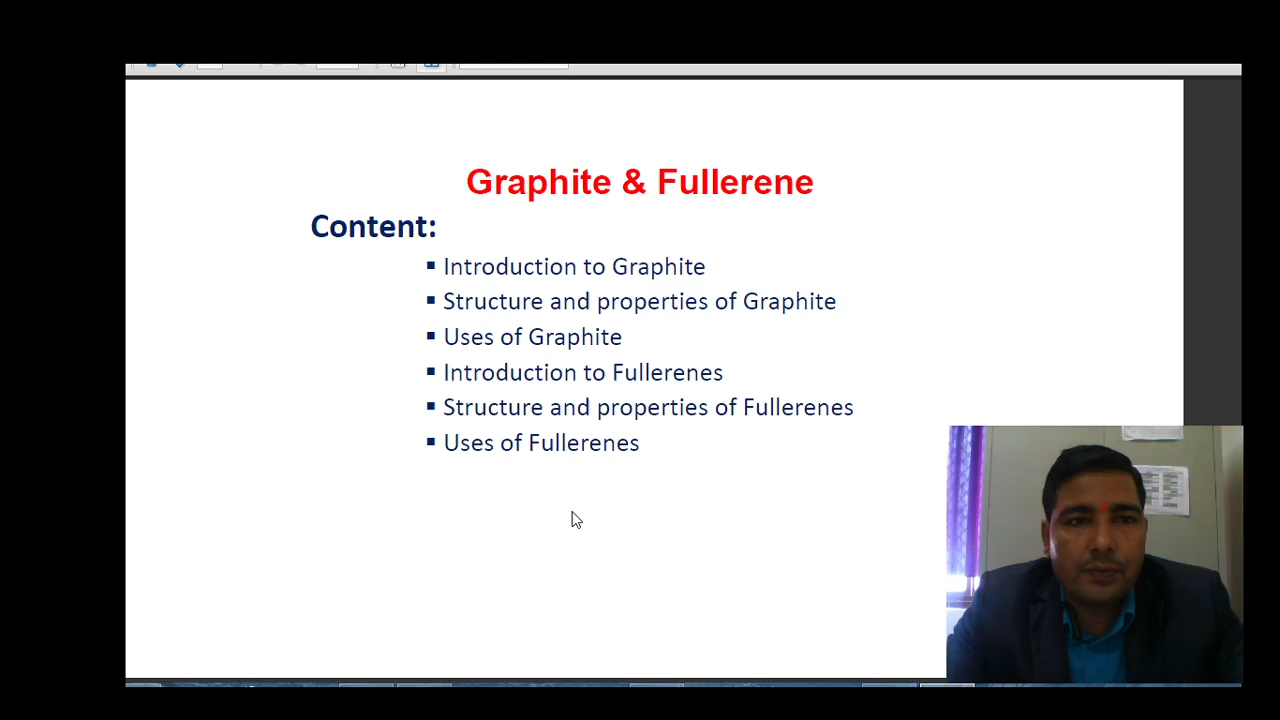 Graphite & Fullerene
Content:
▪ Introduction to Graphite
▪ Structure and properties of Graphite
▪ Uses of Graphite
▪ Introduction to Fullerenes
▪ Structure and properties of Fullerenes
▪ Uses of Fullerenes